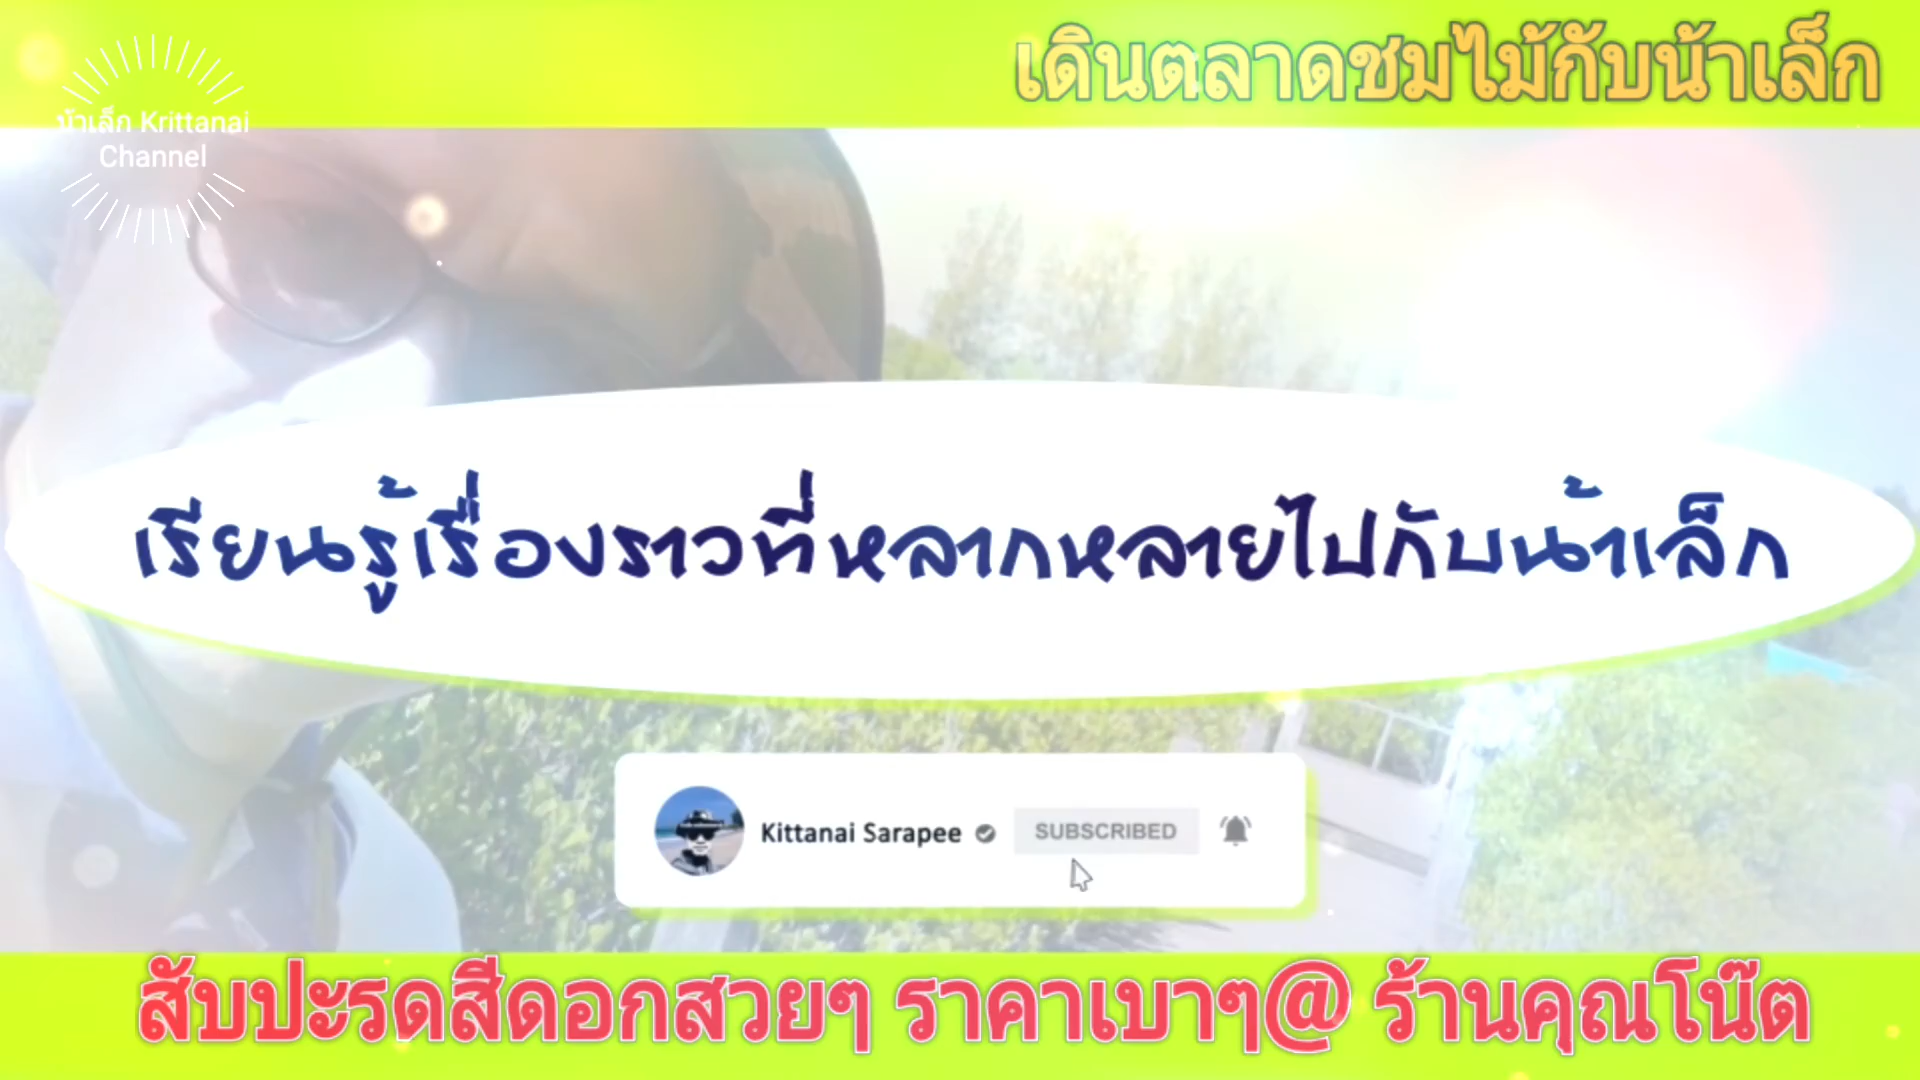 เดินตลาดชมไม้กับน้าเล็ก
น้าเล็ก Krittanai
Channel
เรียนรู้เรื่องราวที่หลากหลายไปกับน้าเล็ก
Kittanai Sarapee SUBSCRIBED
สับปะรดสีดอกสวยๆ ราคาเบาๆ@ ร้านคุณโน๊ต